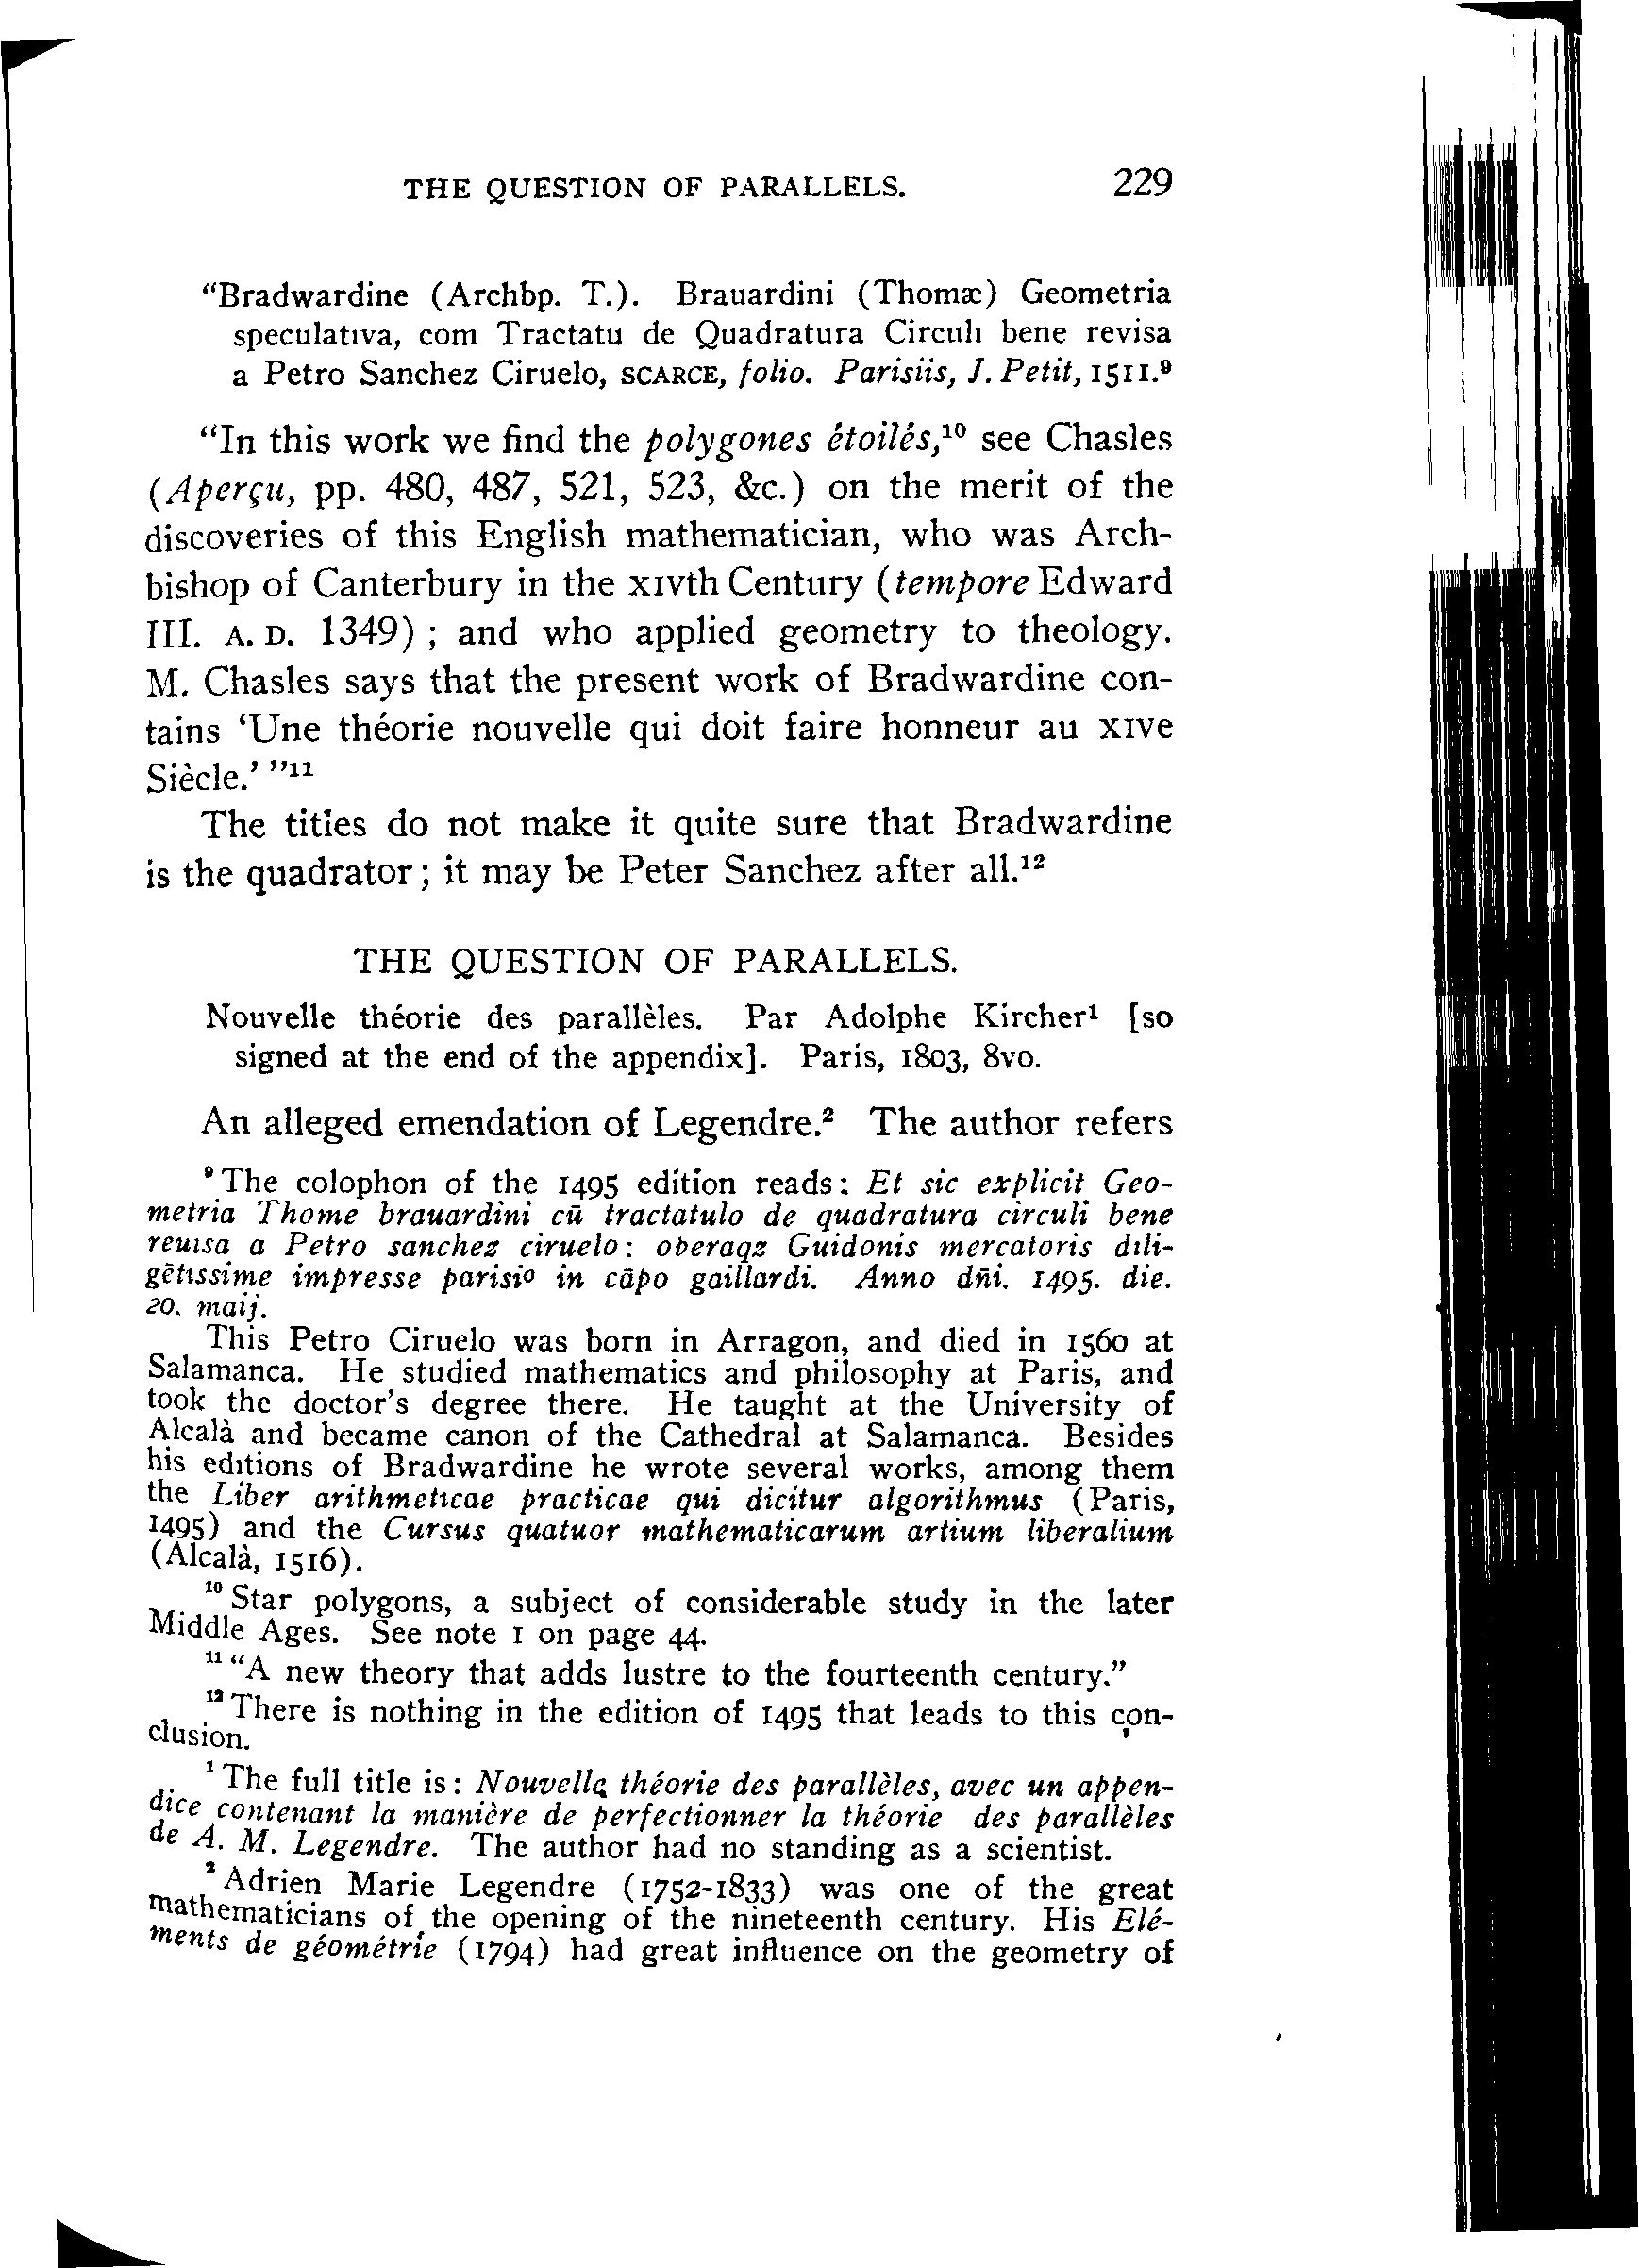 THE QUESTION OF PARALLELS. 229
"Bradwardine (Archbp. T.). Brauardini (Thomæ) Geometria
speculativa, com Tractatu de Quadratura Circuli bene revisa
a Petro Sanchez Ciruelo, SCARCE, folio. Parisiis, J. Petit, 1511.⁹
"In this work we find the polygones étoilés,¹⁰ see Chasles
(Aperçu, pp. 480, 487, 521, 523, &c.) on the merit of the
discoveries of this English mathematician, who was Arch-
bishop of Canterbury in the XIVth Century (tempore Edward
III. A. D. 1349) ; and who applied geometry to theology.
M. Chasles says that the present work of Bradwardine con-
tains 'Une théorie nouvelle qui doit faire honneur au XIVe
Siècle.' "¹¹
The titles do not make it quite sure that Bradwardine
is the quadrator; it may be Peter Sanchez after all.¹²
THE QUESTION OF PARALLELS.
Nouvelle théorie des parallèles. Par Adolphe Kircher¹ [so
signed at the end of the appendix]. Paris, 1803, 8vo.
An alleged emendation of Legendre.² The author refers
⁹ The colophon of the 1495 edition reads: Et sic explicit Geo-
metria Thome brauardini cū tractatulo de quadratura circuli bene
reuisa a Petro sanchez ciruelo: operaqz Guidonis mercatoris dili-
gētissime impresse parisiº in cāpo gaillardi. Anno dñi. 1495. die.
20. maij.
This Petro Ciruelo was born in Arragon, and died in 1560 at
Salamanca. He studied mathematics and philosophy at Paris, and
took the doctor's degree there. He taught at the University of
Alcalà and became canon of the Cathedral at Salamanca. Besides
his editions of Bradwardine he wrote several works, among them
the Liber arithmeticae practicae qui dicitur algorithmus (Paris,
1495) and the Cursus quatuor mathematicarum artium liberalium
(Alcalà, 1516).
¹⁰ Star polygons, a subject of considerable study in the later
Middle Ages. See note 1 on page 44.
¹¹ "A new theory that adds lustre to the fourteenth century."
¹² There is nothing in the edition of 1495 that leads to this con-
clusion.
¹ The full title is: Nouvelle théorie des parallèles, avec un appen-
dice contenant la manière de perfectionner la théorie des parallèles
de A. M. Legendre. The author had no standing as a scientist.
² Adrien Marie Legendre (1752-1833) was one of the great
mathematicians of the opening of the nineteenth century. His Elé-
ments de géométrie (1794) had great influence on the geometry of